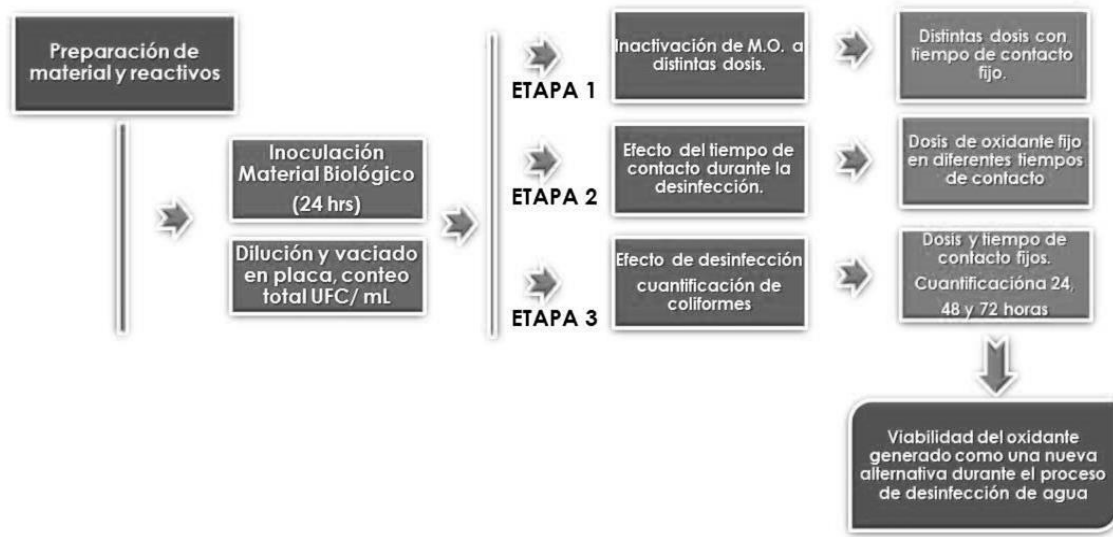 Preparación de
material y reactivos
Inoculación
Material Biológico
(24 hrs)
Dilución y vaciado
en placa, conteo
total UFC/ mL
ETAPA 1
Inactivación de M.O. a
distintas dosis.
Distintas dosis con
tiempo de contacto
fijo.
ETAPA 2
Efecto del tiempo de
contacto durante la
desinfección.
Dosis de oxidante fijo
en diferentes tiempos
de contacto
ETAPA 3
Efecto de desinfección
cuantificación de
coliformes
Dosis y tiempo de
contacto fijos.
Cuantificacióna 24,
48 y 72 horas
Viabilidad del oxidante
generado como una nueva
alternativa durante el proceso
de desinfección de agua